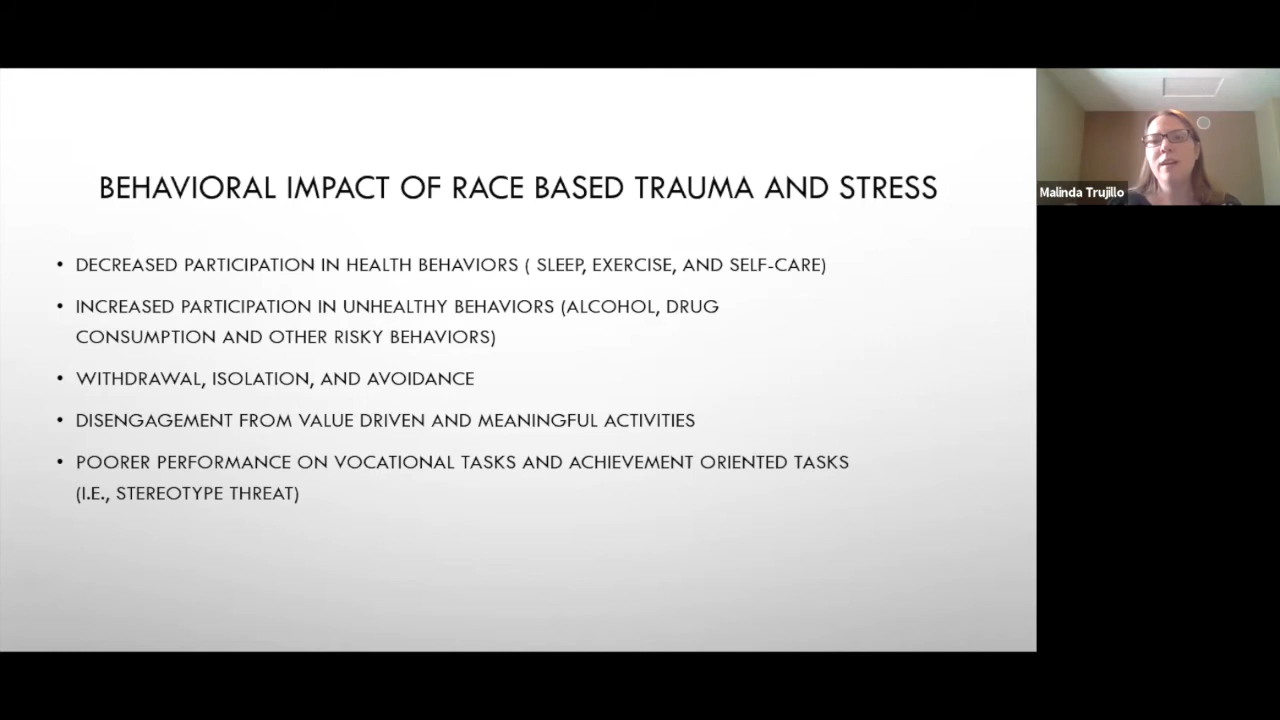 BEHAVIORAL IMPACT OF RACE BASED TRAUMA AND STRESS
• DECREASED PARTICIPATION IN HEALTH BEHAVIORS ( SLEEP, EXERCISE, AND SELF-CARE)
• INCREASED PARTICIPATION IN UNHEALTHY BEHAVIORS (ALCOHOL, DRUG
CONSUMPTION AND OTHER RISKY BEHAVIORS)
• WITHDRAWAL, ISOLATION, AND AVOIDANCE
• DISENGAGEMENT FROM VALUE DRIVEN AND MEANINGFUL ACTIVITIES
• POORER PERFORMANCE ON VOCATIONAL TASKS AND ACHIEVEMENT ORIENTED TASKS
(I.E., STEREOTYPE THREAT)
Malinda Trujillo